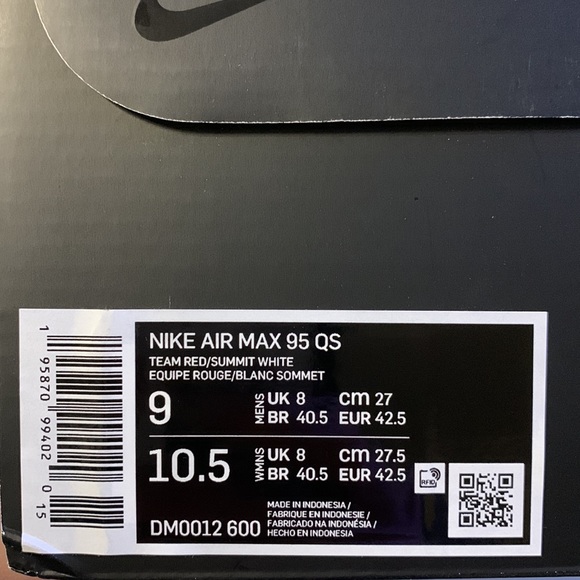 NIKE AIR MAX 95 QS
TEAM RED/SUMMIT WHITE
EQUIPE ROUGE/BLANC SOMMET
9 MENS UK 8 cm 27
BR 40.5 EUR 42.5
10.5 WMNS UK 8 cm 27.5
BR 40.5 EUR 42.5
RFID
DM0012 600
MADE IN INDONESIA /
FABRIQUE EN INDONESIE /
FABRICADO NA INDONÉSIA /
HECHO EN INDONESIA
1 95870 99402 0 15